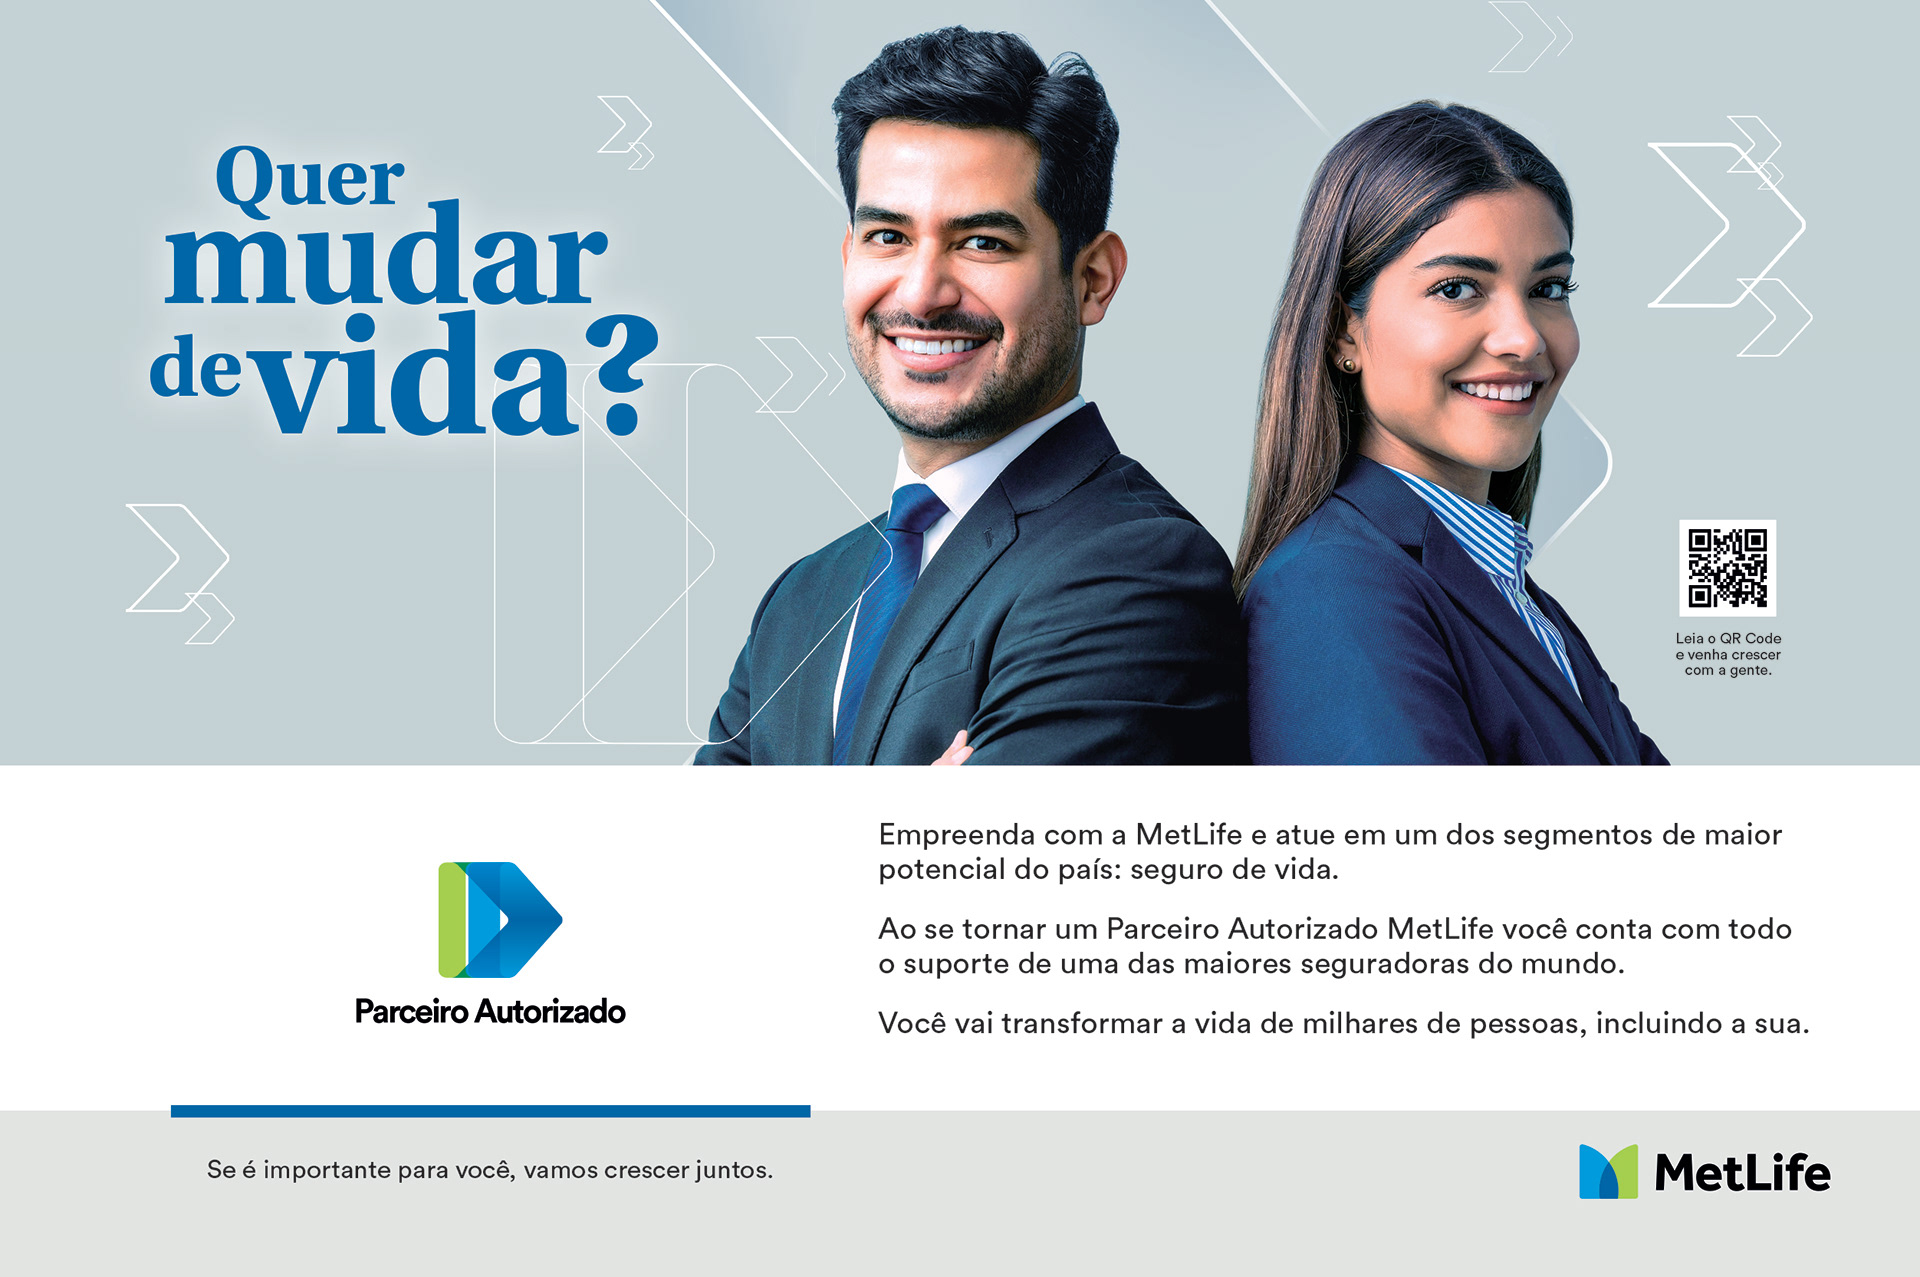 Quer
mudar
de vida?
Leia o QR Code
e venha crescer
com a gente.
Empreenda com a MetLife e atue em um dos segmentos de maior
potencial do país: seguro de vida.
Ao se tornar um Parceiro Autorizado MetLife você conta com todo
o suporte de uma das maiores seguradoras do mundo.
Você vai transformar a vida de milhares de pessoas, incluindo a sua.
Parceiro Autorizado
Se é importante para você, vamos crescer juntos.
MetLife